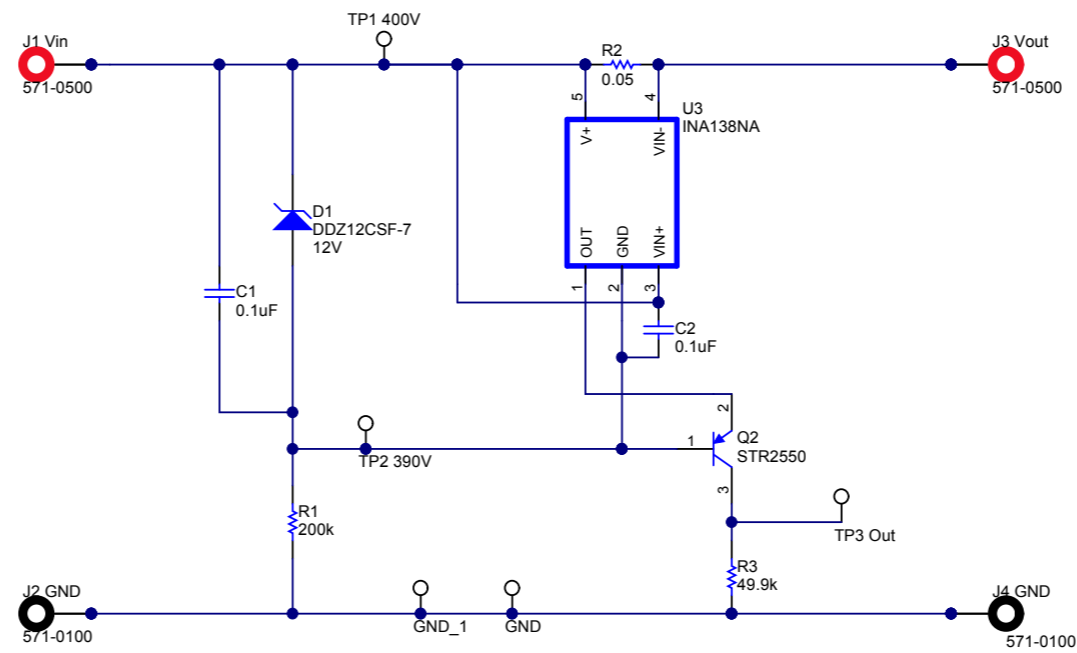 TP1 400V
J1 Vin
571-0500
R2
0.05
J3 Vout
571-0500
5
4
U3
INA138NA
V+
VIN-
OUT
GND
VIN+
1
2
3
D1
DDZ12CSF-7
12V
C1
0.1uF
C2
0.1uF
2
1
Q2
STR2550
3
TP2 390V
TP3 Out
R1
200k
R3
49.9k
J2 GND
571-0100
GND_1
GND
J4 GND
571-0100